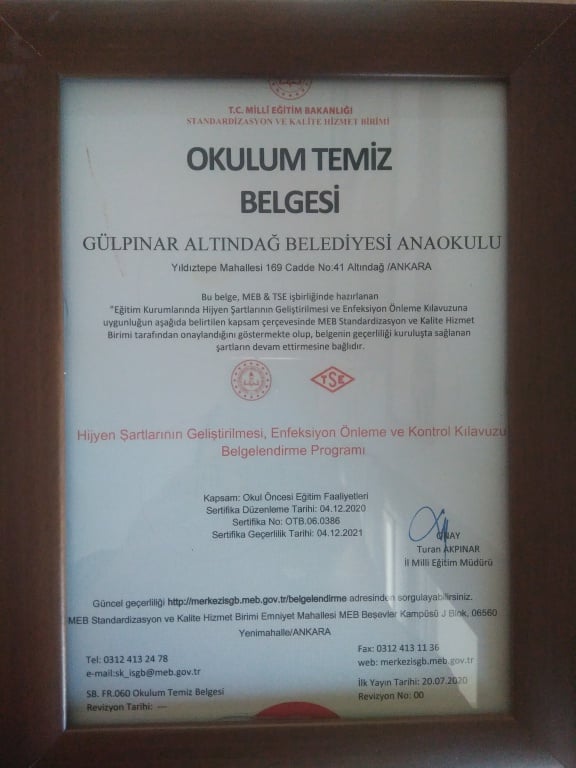 T.C. MİLLİ EĞİTİM BAKANLIĞI
STANDARDİZASYON VE KALİTE HİZMET BİRİMİ
OKULUM TEMİZ
BELGESİ
GÜLPINAR ALTINDAĞ BELEDİYESİ ANAOKULU
Yıldıztepe Mahallesi 169 Cadde No:41 Altındağ /ANKARA
Bu belge, MEB & TSE işbirliğinde hazırlanan
"Eğitim Kurumlarında Hijyen Şartlarının Geliştirilmesi ve Enfeksiyon Önleme Kılavuzuna
uygunluğun aşağıda belirtilen kapsam çerçevesinde MEB Standardizasyon ve Kalite Hizmet
Birimi tarafından onaylandığını göstermekte olup, belgenin geçerliliği kuruluşta sağlanan
şartların devam ettirmesine bağlıdır.
TSE
Hijyen Şartlarının Geliştirilmesi, Enfeksiyon Önleme ve Kontrol Kılavuzu
Belgelendirme Programı
Kapsam: Okul Öncesi Eğitim Faaliyetleri
Sertifika Düzenleme Tarihi: 04.12.2020
Sertifika No: OTB.06.0386
Sertifika Geçerlilik Tarihi: 04.12.2021
ONAY
Turan AKPINAR
İl Milli Eğitim Müdürü
Güncel geçerliliği http://merkezisgb.meb.gov.tr/belgelendirme adresinden sorgulayabilirsiniz.
MEB Standardizasyon ve Kalite Hizmet Birimi Emniyet Mahallesi MEB Beşevler Kampüsü J Blok, 06560
Yenimahalle/ANKARA
Tel: 0312 413 24 78
e-mail:sk_isgb@meb.gov.tr
Fax: 0312 413 11 36
web: merkezisgb.meb.gov.tr
SB. FR.060 Okulum Temiz Belgesi
Revizyon Tarihi: ---
İlk Yayın Tarihi: 20.07.2020
Revizyon No: 00